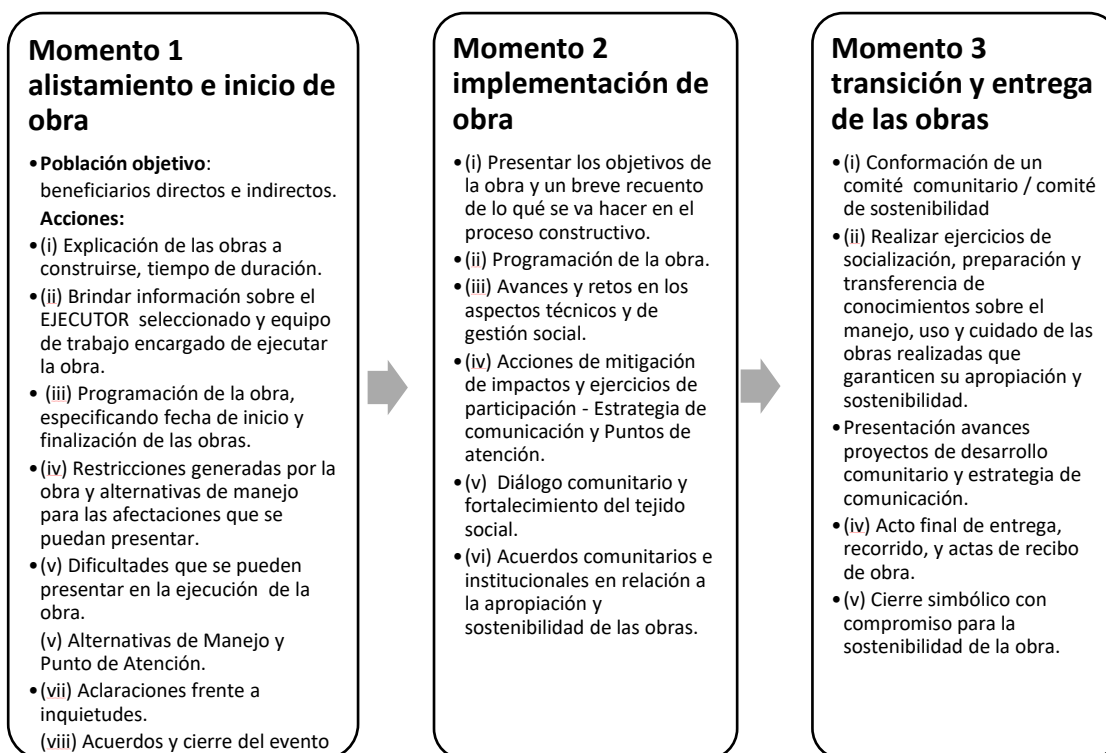 Momento 1
alistamiento e inicio de
obra
•Población objetivo:
beneficiarios directos e indirectos.
Acciones:
•(i) Explicación de las obras a
construirse, tiempo de duración.
•(ii) Brindar información sobre el
EJECUTOR seleccionado y equipo
de trabajo encargado de ejecutar
la obra.
• (iii) Programación de la obra,
especificando fecha de inicio y
finalización de las obras.
•(iv) Restricciones generadas por la
obra y alternativas de manejo
para las afectaciones que se
puedan presentar.
•(v) Dificultades que se pueden
presentar en la ejecución de la
obra.
(v) Alternativas de Manejo y
Punto de Atención.
•(vii) Aclaraciones frente a
inquietudes.
(viii) Acuerdos y cierre del evento
Momento 2
implementación de
obra
•(i) Presentar los objetivos de
la obra y un breve recuento
de lo qué se va hacer en el
proceso constructivo.
•(ii) Programación de la obra.
•(iii) Avances y retos en los
aspectos técnicos y de
gestión social.
•(iv) Acciones de mitigación
de impactos y ejercicios de
participación - Estrategia de
comunicación y Puntos de
atención.
•(v) Diálogo comunitario y
fortalecimiento del tejido
social.
•(vi) Acuerdos comunitarios e
institucionales en relación a
la apropiación y
sostenibilidad de las obras.
Momento 3
transición y entrega
de las obras
•(i) Conformación de un
comité comunitario / comité
de sostenibilidad
•(ii) Realizar ejercicios de
socialización, preparación y
transferencia de
conocimientos sobre el
manejo, uso y cuidado de las
obras realizadas que
garanticen su apropiación y
sostenibilidad.
•Presentación avances
proyectos de desarrollo
comunitario y estrategia de
comunicación.
•(iv) Acto final de entrega,
recorrido, y actas de recibo
de obra.
•(v) Cierre simbólico con
compromiso para la
sostenibilidad de la obra.